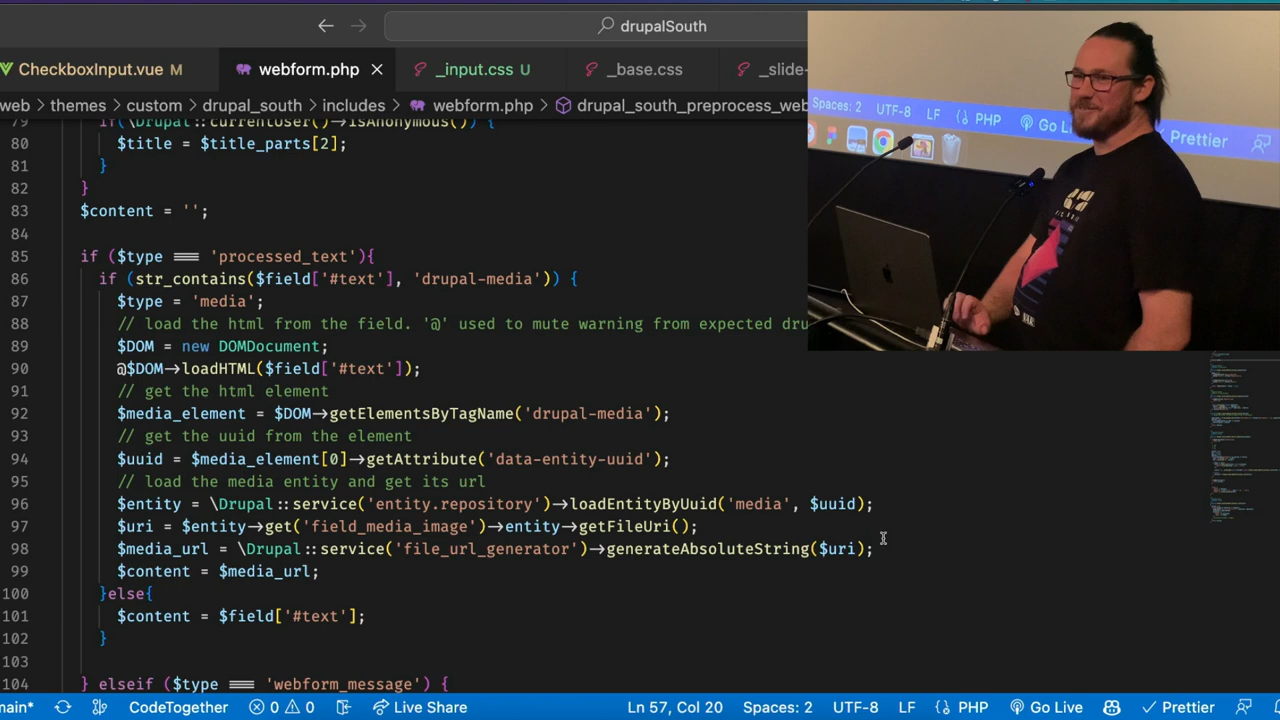 drupalSouth
CheckboxInput.vue M
webform.php
_input.css U
_base.css
_slide-
web > themes > custom > drupal_south > includes > webform.php > drupal_south_preprocess_web
79 if(\Drupal::currentUser()->isAnonymous()) {
80 $title = $title_parts[2];
81 }
82 }
83 $content = '';
84
85 if ($type === 'processed_text'){
86 if (str_contains($field['#text'], 'drupal-media')) {
87 $type = 'media';
88 // load the html from the field. '@' used to mute warning from expected dru
89 $DOM = new DOMDocument;
90 @$DOM->loadHTML($field['#text']);
91 // get the html element
92 $media_element = $DOM->getElementsByTagName('drupal-media');
93 // get the uuid from the element
94 $uuid = $media_element[0]->getAttribute('data-entity-uuid');
95 // load the media entity and get its url
96 $entity = \Drupal::service('entity.repository')->loadEntityByUuid('media', $uuid);
97 $uri = $entity->get('field_media_image')->entity->getFileUri();
98 $media_url = \Drupal::service('file_url_generator')->generateAbsoluteString($uri);
99 $content = $media_url;
100 }else{
101 $content = $field['#text'];
102 }
103
104 } elseif ($type === 'webform_message') {
main* CodeTogether 0 0 Live Share Ln 57, Col 20 Spaces: 2 UTF-8 LF PHP Go Live Prettier
Spaces: 2 UTF-8 LF PHP Go Prettier